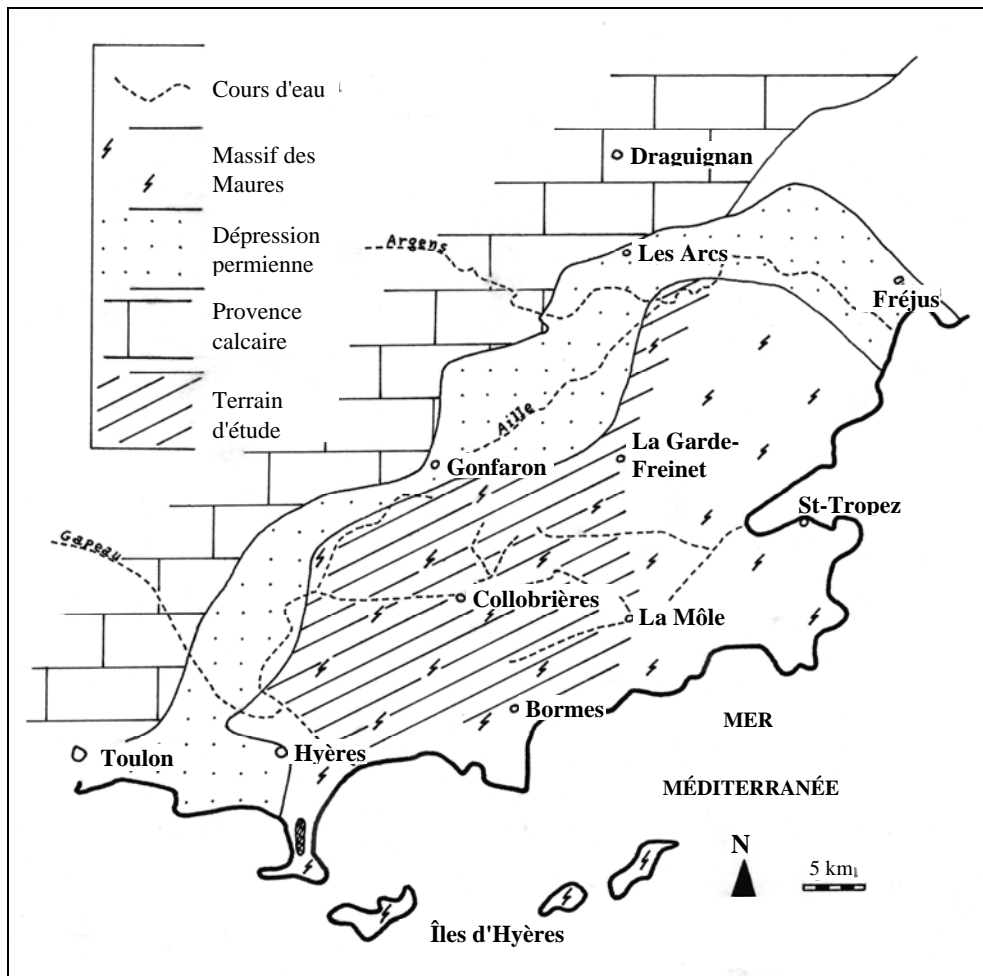 Cours d'eau
Massif des
Maures
Dépression
permienne
Provence
calcaire
Terrain
d'étude
Draguignan
Argens
Les Arcs
Fréjus
Aille
La Garde-
Freinet
Gonfaron
St-Tropez
Gapeau
Collobrières
La Môle
Bormes
MER
Toulon
Hyères
MÉDITERRANÉE
N
5 km
Îles d'Hyères